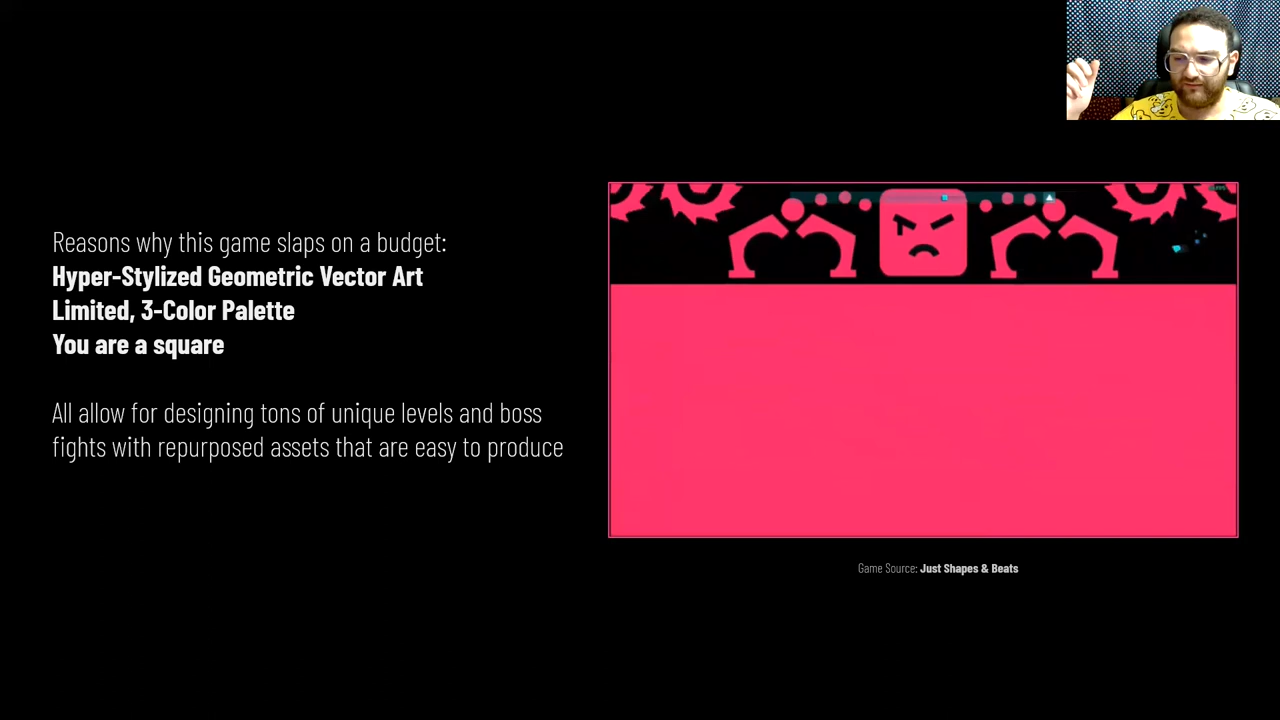 Reasons why this game slaps on a budget:
Hyper-Stylized Geometric Vector Art
Limited, 3-Color Palette
You are a square
All allow for designing tons of unique levels and boss
fights with repurposed assets that are easy to produce
Game Source: Just Shapes & Beats